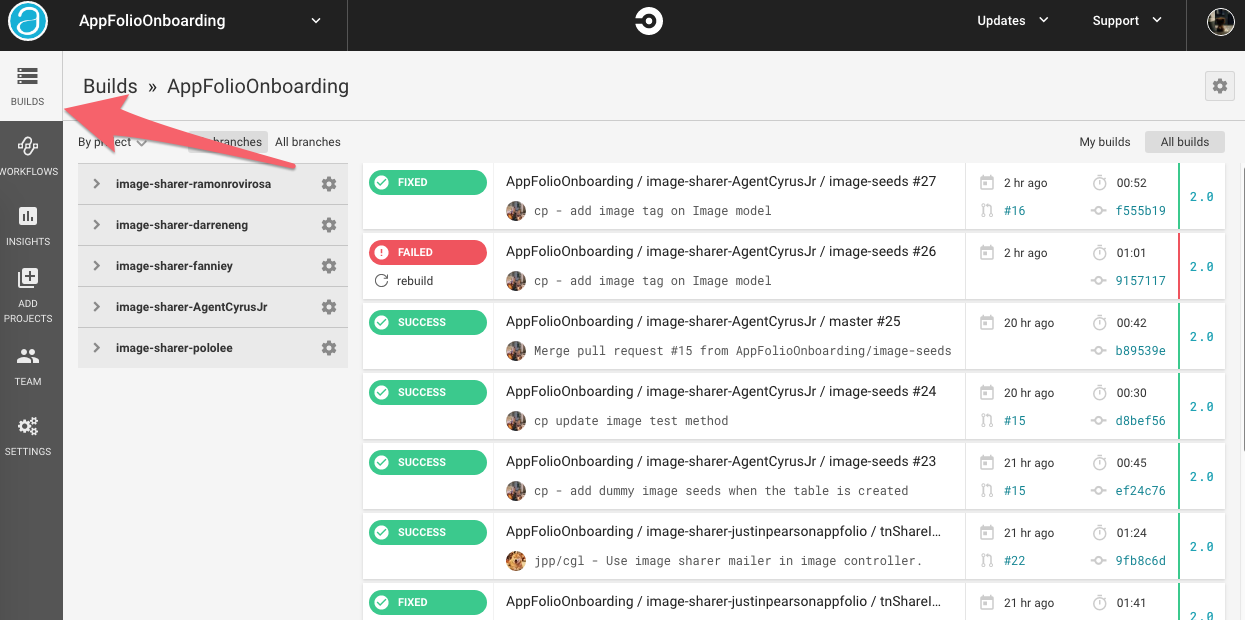 AppFolioOnboarding
Updates
Support
BUILDS
WORKFLOWS
INSIGHTS
ADD
PROJECTS
TEAM
SETTINGS
Builds » AppFolioOnboarding
By project
branches
All branches
My builds
All builds
image-sharer-ramonrovirosa
image-sharer-darreneng
image-sharer-fanniey
image-sharer-AgentCyrusJr
image-sharer-pololee
FIXED
AppFolioOnboarding / image-sharer-AgentCyrusJr / image-seeds #27
2 hr ago
00:52
cp - add image tag on Image model
#16
f555b19
2.0
FAILED
AppFolioOnboarding / image-sharer-AgentCyrusJr / image-seeds #26
2 hr ago
01:01
rebuild
cp - add image tag on Image model
9157117
2.0
SUCCESS
AppFolioOnboarding / image-sharer-AgentCyrusJr / master #25
20 hr ago
00:42
Merge pull request #15 from AppFolioOnboarding/image-seeds
b89539e
2.0
SUCCESS
AppFolioOnboarding / image-sharer-AgentCyrusJr / image-seeds #24
20 hr ago
00:30
cp update image test method
#15
d8bef56
2.0
SUCCESS
AppFolioOnboarding / image-sharer-AgentCyrusJr / image-seeds #23
21 hr ago
00:45
cp - add dummy image seeds when the table is created
#15
ef24c76
2.0
SUCCESS
AppFolioOnboarding / image-sharer-justinpearsonappfolio / tnShareI...
21 hr ago
01:24
jpp/cgl - Use image sharer mailer in image controller.
#22
9fb8c6d
2.0
FIXED
AppFolioOnboarding / image-sharer-justinpearsonappfolio / tnShareI...
21 hr ago
01:41
2.0